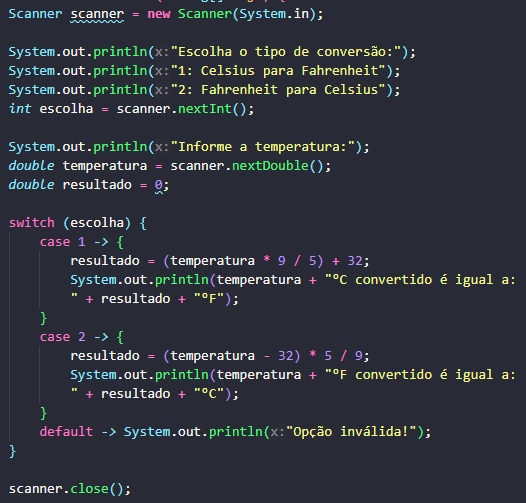 Scanner scanner = new Scanner(System.in);
System.out.println(x:"Escolha o tipo de conversão:");
System.out.println(x:"1: Celsius para Fahrenheit");
System.out.println(x:"2: Fahrenheit para Celsius");
int escolha = scanner.nextInt();
System.out.println(x:"Informe a temperatura:");
double temperatura = scanner.nextDouble();
double resultado = 0;
switch (escolha) {
case 1 -> {
resultado = (temperatura * 9 / 5) + 32;
System.out.println(temperatura + "ºC convertido é igual a:
" + resultado + "ºF");
}
case 2 -> {
resultado = (temperatura - 32) * 5 / 9;
System.out.println(temperatura + "ºF convertido é igual a:
" + resultado + "ºC");
}
default -> System.out.println(x:"Opção inválida!");
}
scanner.close();